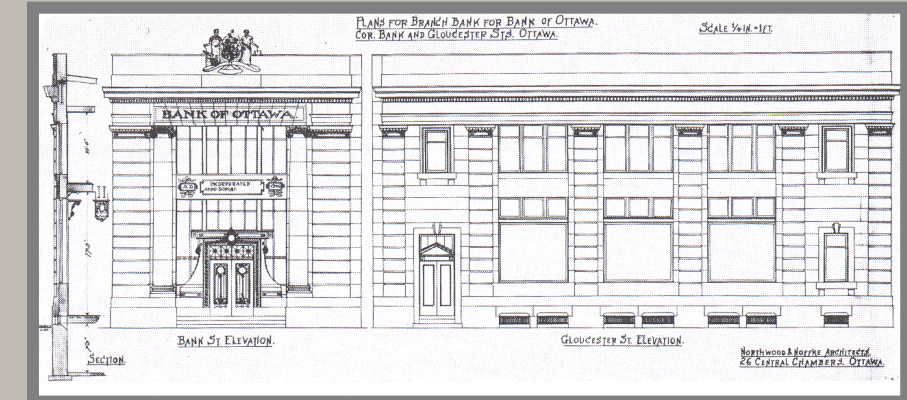 PLANS FOR BRANCH BANK FOR BANK OF OTTAWA.
COR. BANK AND GLOUCESTER STS. OTTAWA.
SCALE 1/4 IN. = 1 FT.
BANK OF OTTAWA
INCORPORATED
ANNO DOMINI
BANK ST ELEVATION.
GLOUCESTER ST. ELEVATION.
SECTION.
NORTHWOOD & NOFFKE ARCHITECTS.
26 CENTRAL CHAMBERS. OTTAWA.